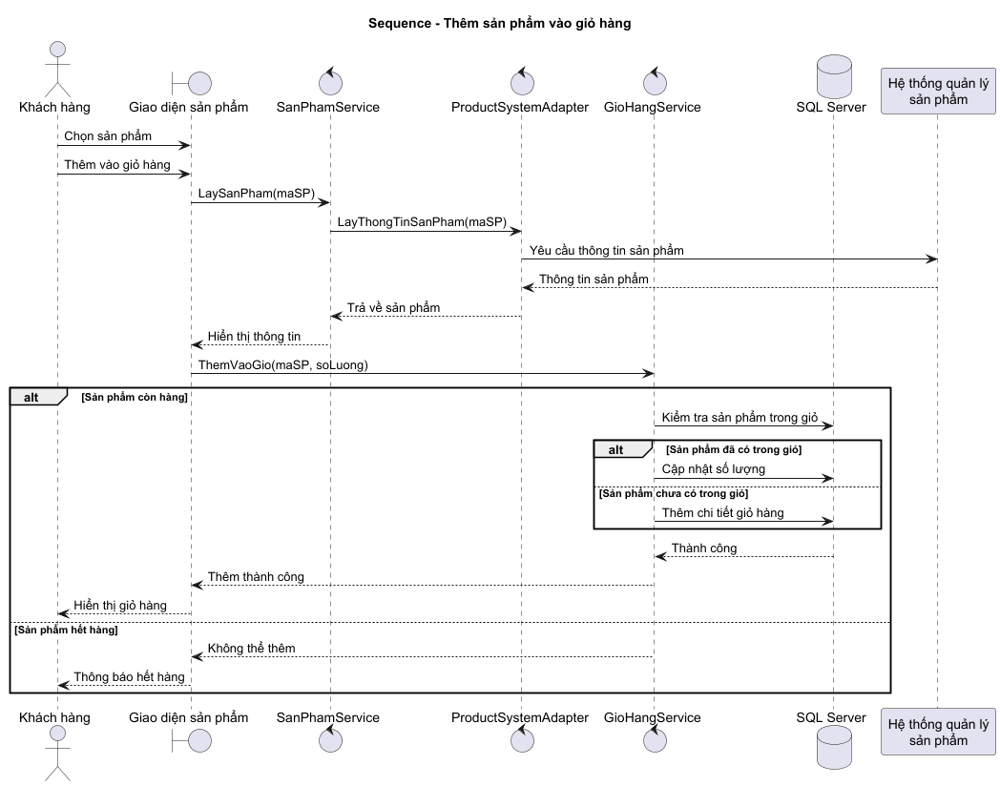 Sequence - Thêm sản phẩm vào giỏ hàng
Khách hàng
Giao diện sản phẩm
SanPhamService
ProductSystemAdapter
GioHangService
SQL Server
Hệ thống quản lý
sản phẩm
Chọn sản phẩm
Thêm vào giỏ hàng
LaySanPham(maSP)
LayThongTinSanPham(maSP)
Yêu cầu thông tin sản phẩm
Thông tin sản phẩm
Trả về sản phẩm
Hiển thị thông tin
ThemVaoGio(maSP, soLuong)
alt [Sản phẩm còn hàng]
Kiểm tra sản phẩm trong giỏ
alt [Sản phẩm đã có trong giỏ]
Cập nhật số lượng
[Sản phẩm chưa có trong giỏ]
Thêm chi tiết giỏ hàng
Thành công
Thêm thành công
Hiển thị giỏ hàng
[Sản phẩm hết hàng]
Không thể thêm
Thông báo hết hàng
Khách hàng
Giao diện sản phẩm
SanPhamService
ProductSystemAdapter
GioHangService
SQL Server
Hệ thống quản lý
sản phẩm